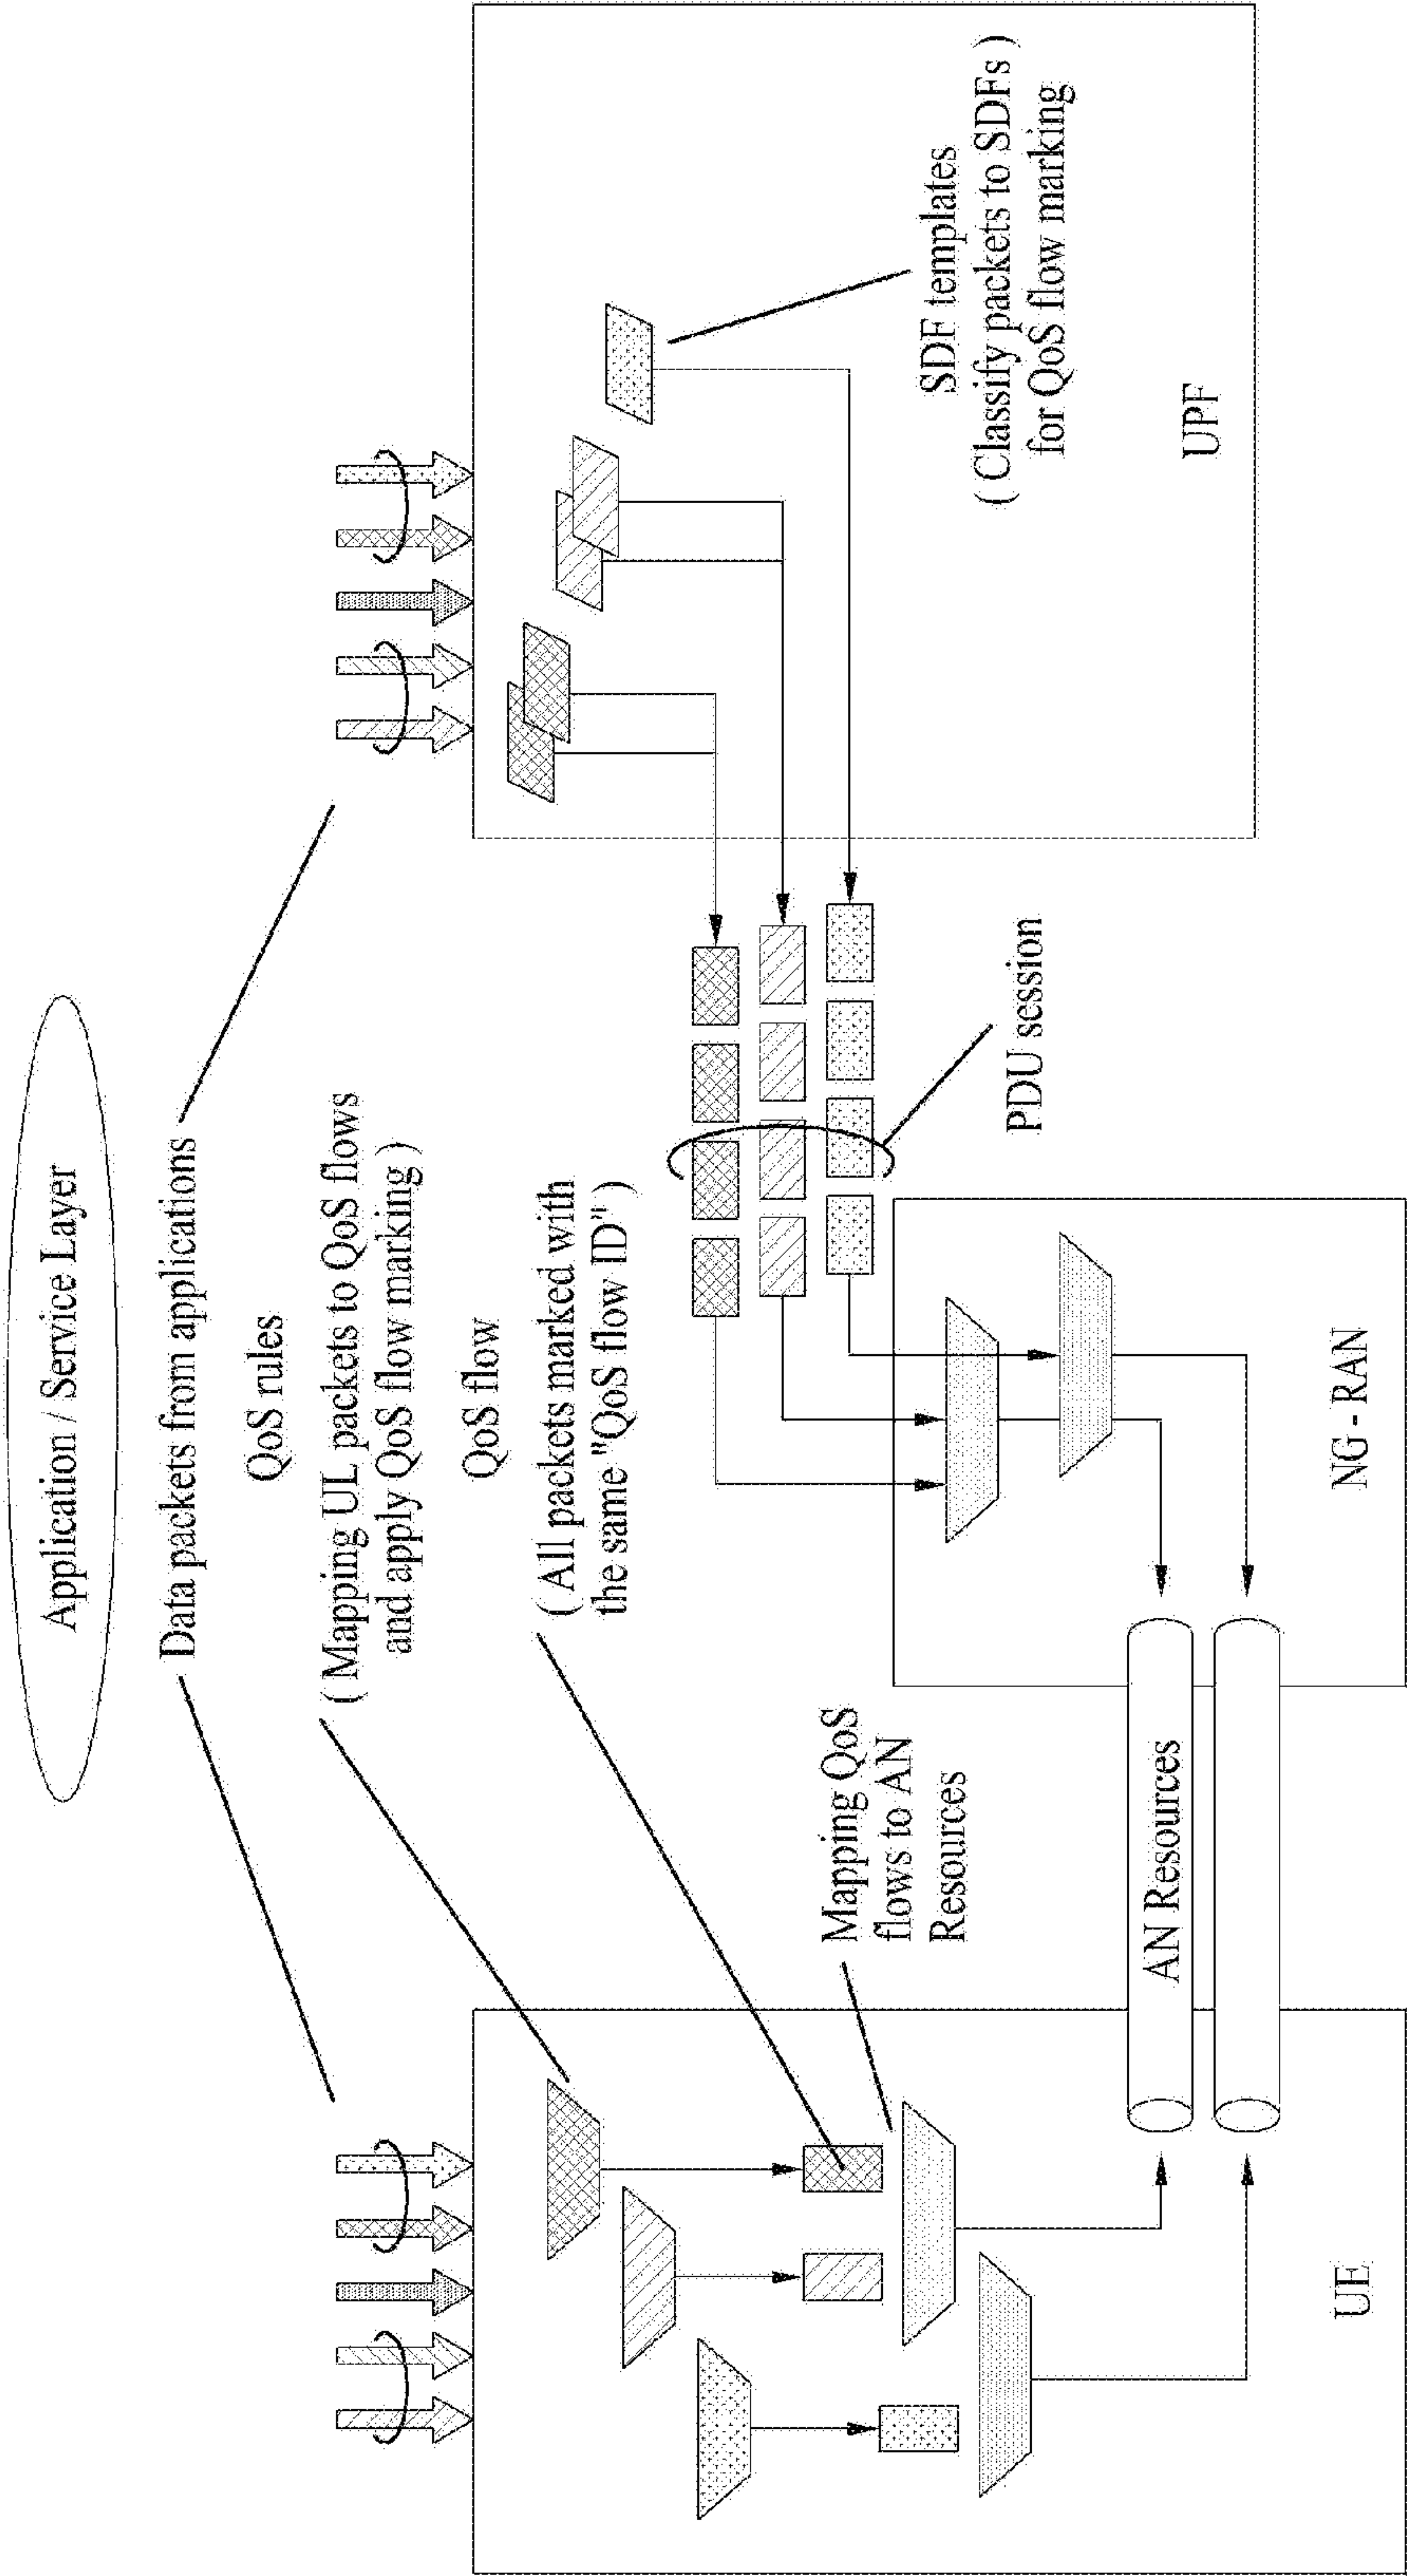 Application / Service Layer
Data packets from applications
QoS rules
( Mapping UL packets to QoS flows
and apply QoS flow marking )
QoS flow
( All packets marked with
the same "QoS flow ID" )
Mapping QoS
flows to AN
Resources
AN Resources
PDU session
SDF templates
( Classify packets to SDFs
for QoS flow marking
)
UE
NG - RAN
UPF